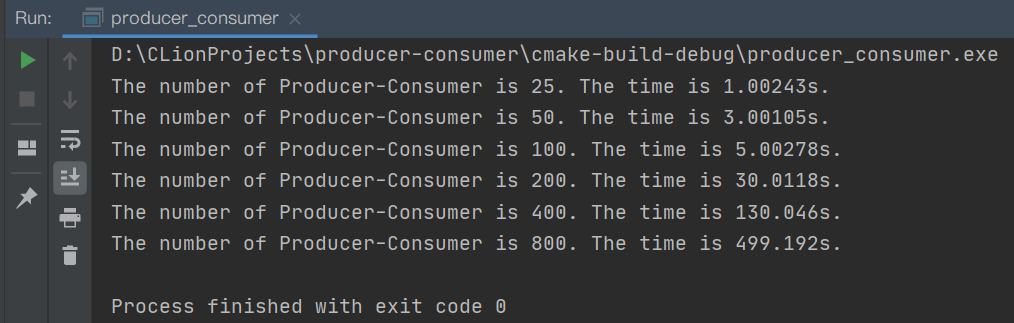 Run: producer_consumer
D:\CLionProjects\producer-consumer\cmake-build-debug\producer_consumer.exe
The number of Producer-Consumer is 25. The time is 1.00243s.
The number of Producer-Consumer is 50. The time is 3.00105s.
The number of Producer-Consumer is 100. The time is 5.00278s.
The number of Producer-Consumer is 200. The time is 30.0118s.
The number of Producer-Consumer is 400. The time is 130.046s.
The number of Producer-Consumer is 800. The time is 499.192s.
Process finished with exit code 0